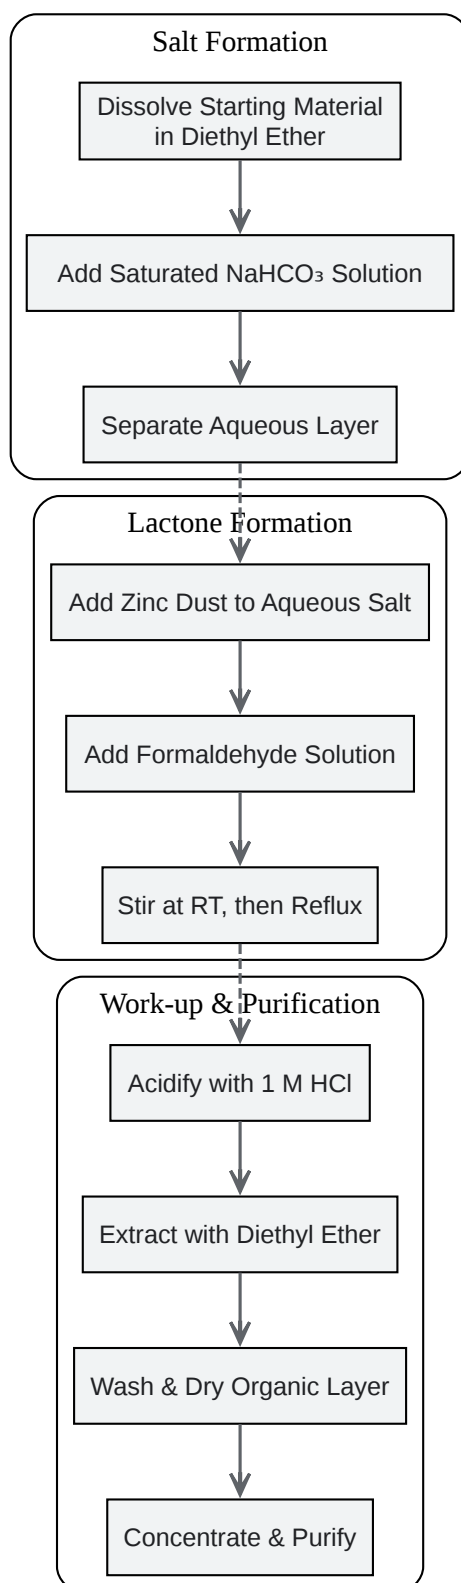 Salt Formation
Dissolve Starting Material
in Diethyl Ether
Add Saturated NaHCO₃ Solution
Separate Aqueous Layer
Lactone Formation
Add Zinc Dust to Aqueous Salt
Add Formaldehyde Solution
Stir at RT, then Reflux
Work-up & Purification
Acidify with 1 M HCl
Extract with Diethyl Ether
Wash & Dry Organic Layer
Concentrate & Purify